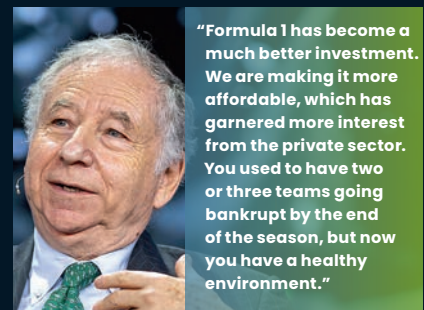 “Formula 1 has become a
much better investment.
We are making it more
affordable, which has
garnered more interest
from the private sector.
You used to have two
or three teams going
bankrupt by the end
of the season, but now
you have a healthy
environment.”